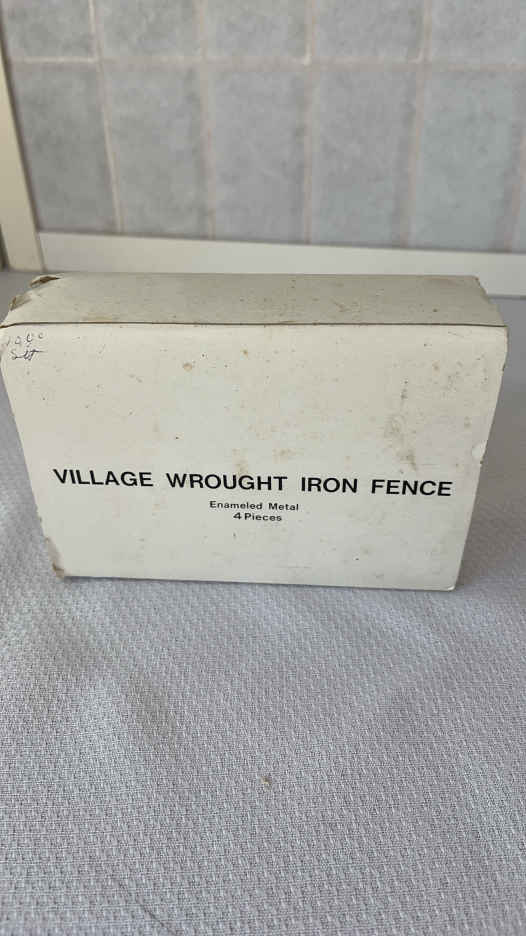 VILLAGE WROUGHT IRON FENCE
Enameled Metal
4 Pieces